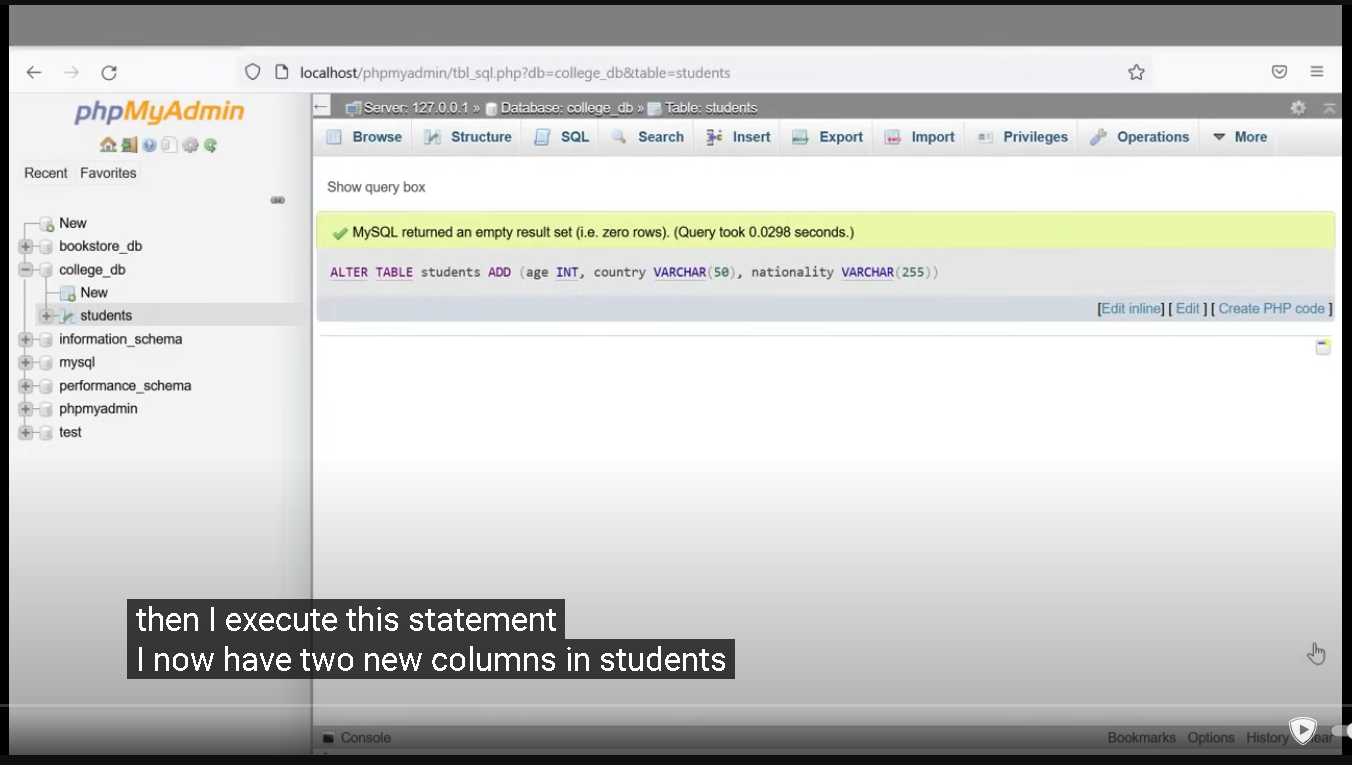 localhost/phpmyadmin/tbl_sql.php?db=college_db&table=students
phpMyAdmin
Server: 127.0.0.1 » Database: college_db » Table: students
Browse Structure SQL Search Insert Export Import Privileges Operations More
Recent Favorites
Show query box
New
bookstore_db
college_db
New
students
information_schema
mysql
performance_schema
phpmyadmin
test
MySQL returned an empty result set (i.e. zero rows). (Query took 0.0298 seconds.)
ALTER TABLE students ADD (age INT, country VARCHAR(50), nationality VARCHAR(255))
[Edit inline] [ Edit ] [ Create PHP code ]
then I execute this statement
I now have two new columns in students
Console
Bookmarks Options History